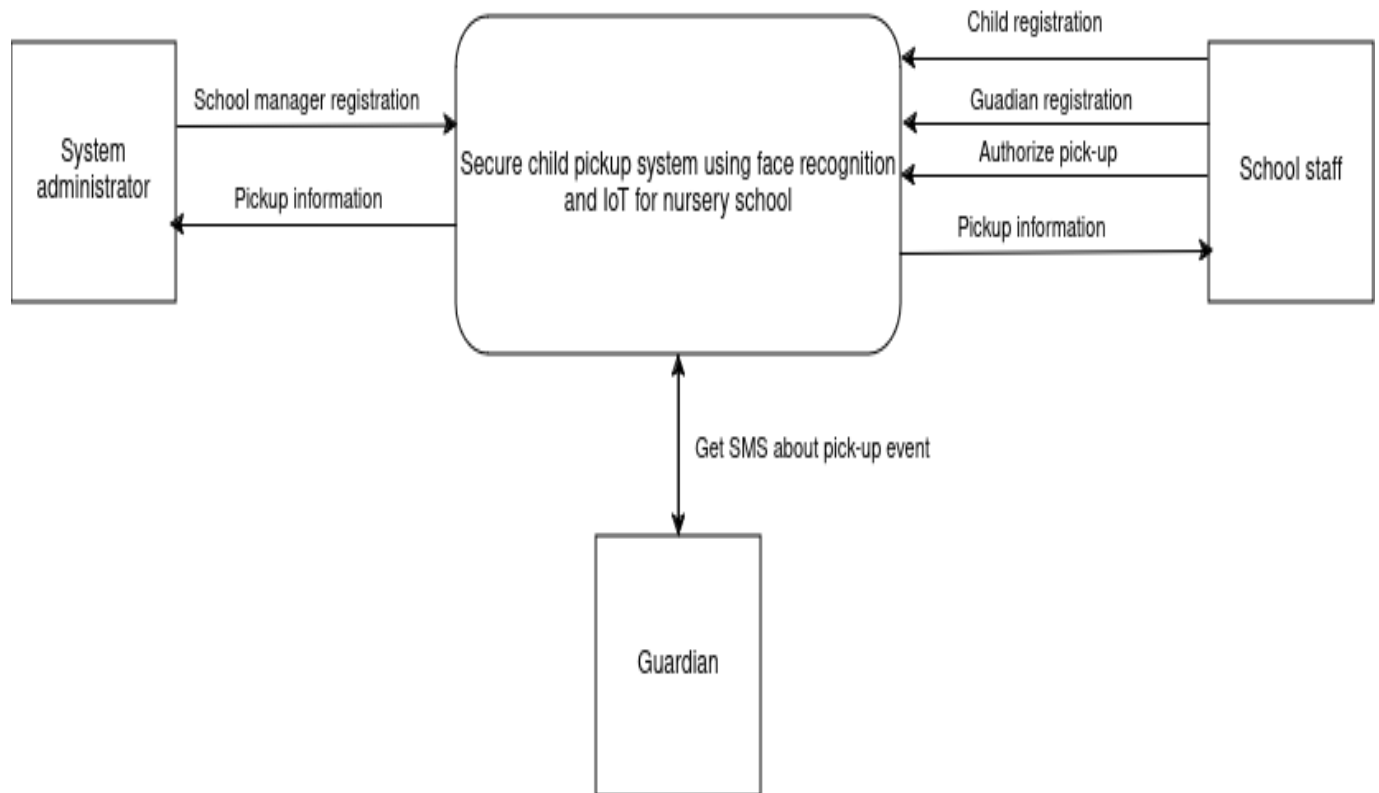 Child registration
School manager registration
Guadian registration
System
administrator
Secure child pickup system using face recognition
and IoT for nursery school
Authorize pick-up
School staff
Pickup information
Pickup information
Get SMS about pick-up event
Guardian